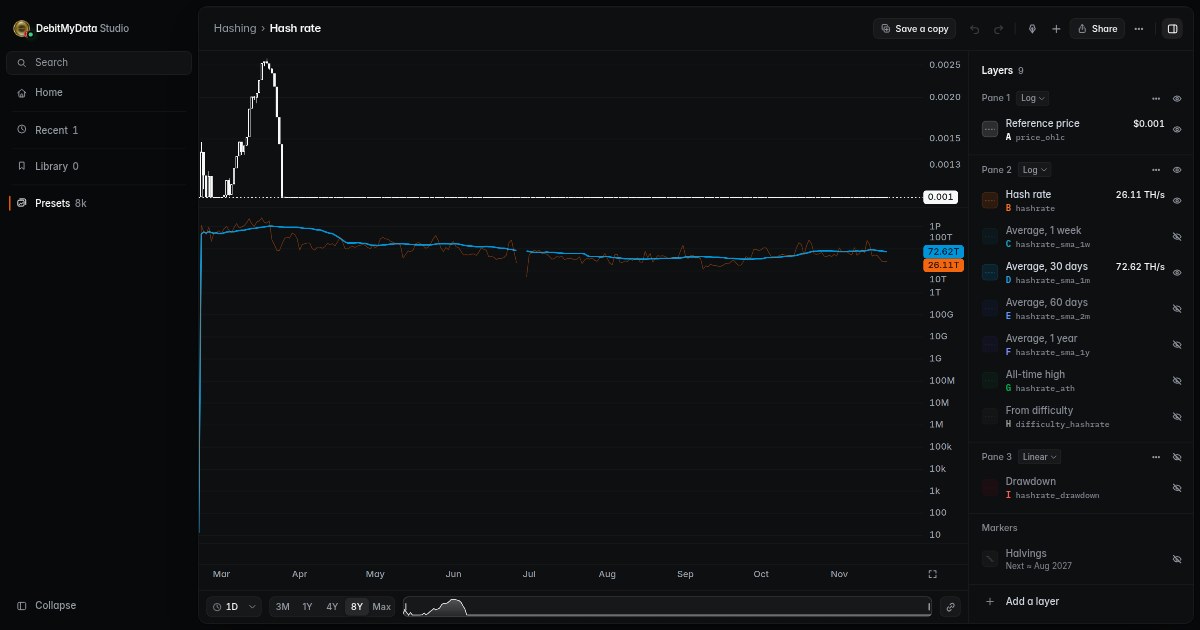 DebitMyData Studio
Search
Home
Recent 1
Library 0
Presets 8k
Collapse
Hashing › Hash rate
Save a copy
Share
0.0025
0.0020
0.0015
0.0013
0.001
1P
100T
72.62T
26.11T
10T
1T
100G
10G
1G
100M
10M
1M
100k
10k
1k
100
10
Mar Apr May Jun Jul Aug Sep Oct Nov
1D
3M 1Y 4Y 8Y Max
Layers 9
Pane 1 Log
Reference price $0.001
A price_ohlc
Pane 2 Log
Hash rate 26.11 TH/s
B hashrate
Average, 1 week
C hashrate_sma_1w
Average, 30 days 72.62 TH/s
D hashrate_sma_1m
Average, 60 days
E hashrate_sma_2m
Average, 1 year
F hashrate_sma_1y
All-time high
G hashrate_ath
From difficulty
H difficulty_hashrate
Pane 3 Linear
Drawdown
I hashrate_drawdown
Markers
Halvings
Next ≈ Aug 2027
Add a layer